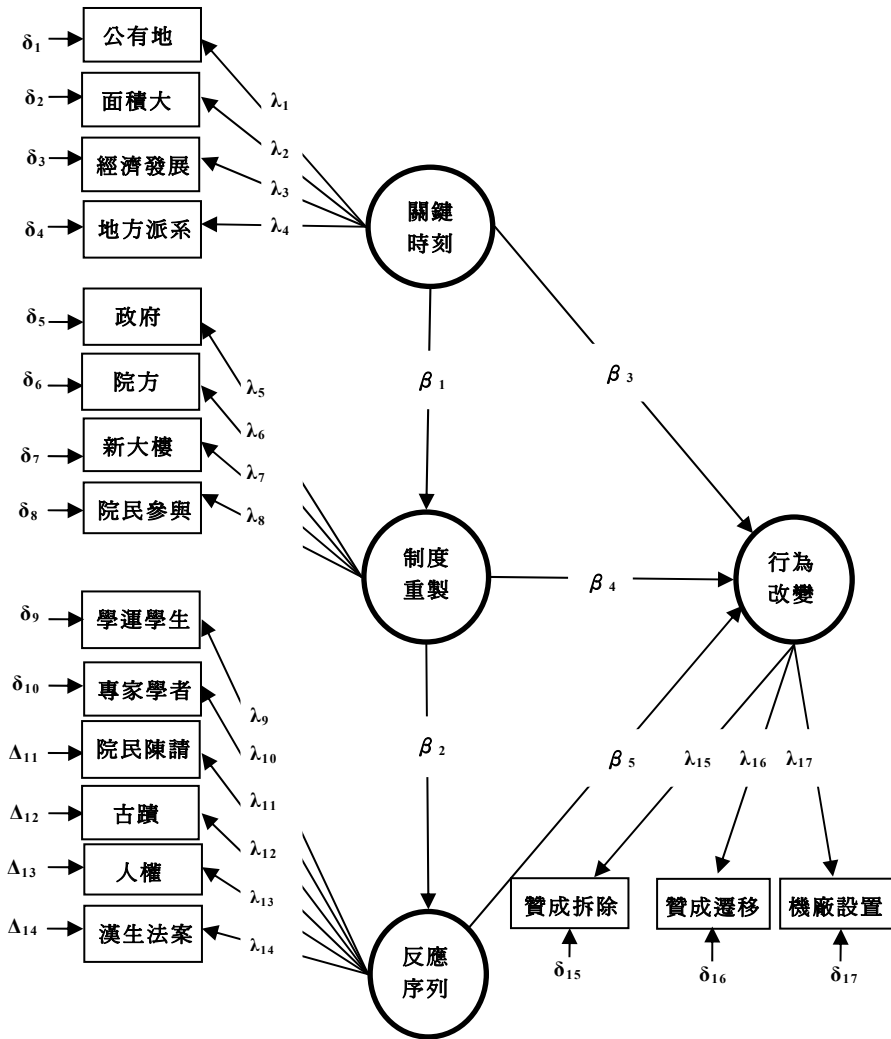 δ₁
公有地
λ₁
δ₂
面積大
λ₂
δ₃
經濟發展
λ₃
δ₄
地方派系
λ₄
關鍵
時刻
δ₅
政府
λ₅
δ₆
院方
λ₆
δ₇
新大樓
λ₇
δ₈
院民參與
λ₈
β₁
β₃
制度
重製
β₄
行為
改變
δ₉
學運學生
λ₉
δ₁₀
專家學者
λ₁₀
Δ₁₁
院民陳請
λ₁₁
Δ₁₂
古蹟
λ₁₂
Δ₁₃
人權
λ₁₃
Δ₁₄
漢生法案
λ₁₄
β₂
β₅
λ₁₅
λ₁₆
λ₁₇
反應
序列
贊成拆除
贊成遷移
機廠設置
δ₁₅
δ₁₆
δ₁₇